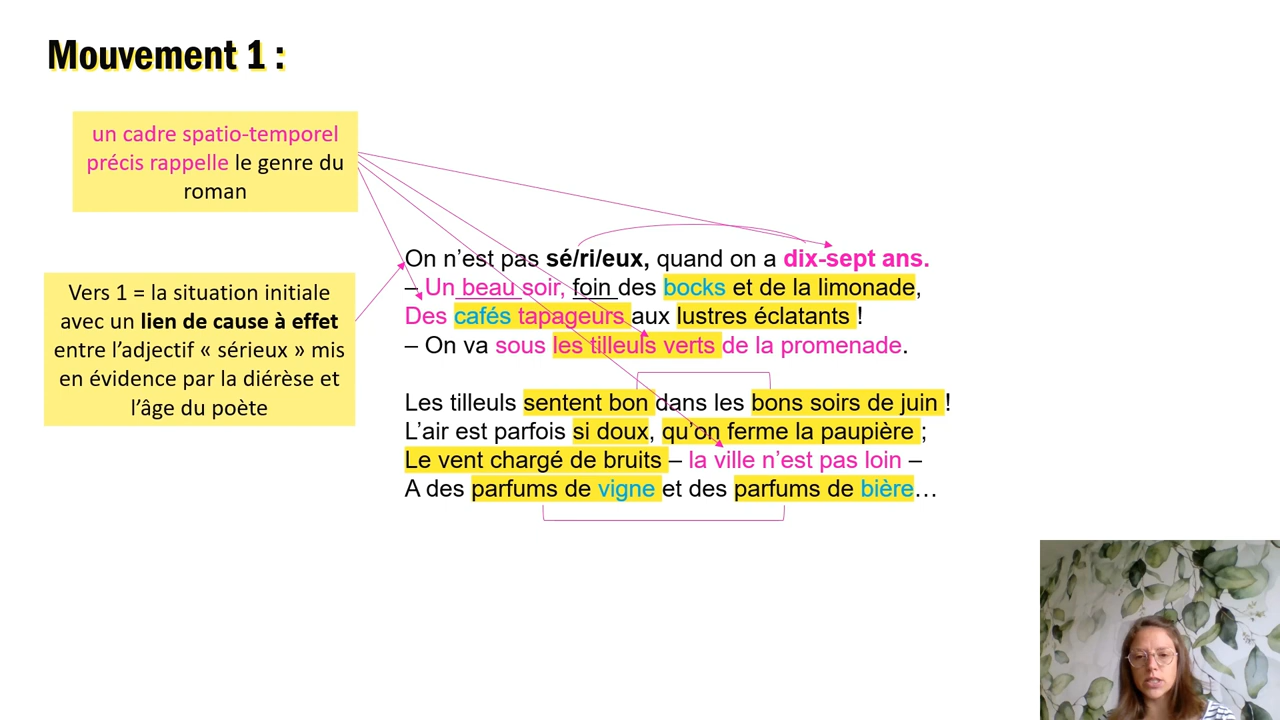 Mouvement 1 :
un cadre spatio-temporel
précis rappelle le genre du
roman
Vers 1 = la situation initiale
avec un lien de cause à effet
entre l’adjectif « sérieux » mis
en évidence par la diérèse et
l’âge du poète
On n’est pas sé/ri/eux, quand on a dix-sept ans.
– Un beau soir, foin des bocks et de la limonade,
Des cafés tapageurs aux lustres éclatants !
– On va sous les tilleuls verts de la promenade.
Les tilleuls sentent bon dans les bons soirs de juin !
L’air est parfois si doux, qu’on ferme la paupière ;
Le vent chargé de bruits – la ville n’est pas loin –
A des parfums de vigne et des parfums de bière…